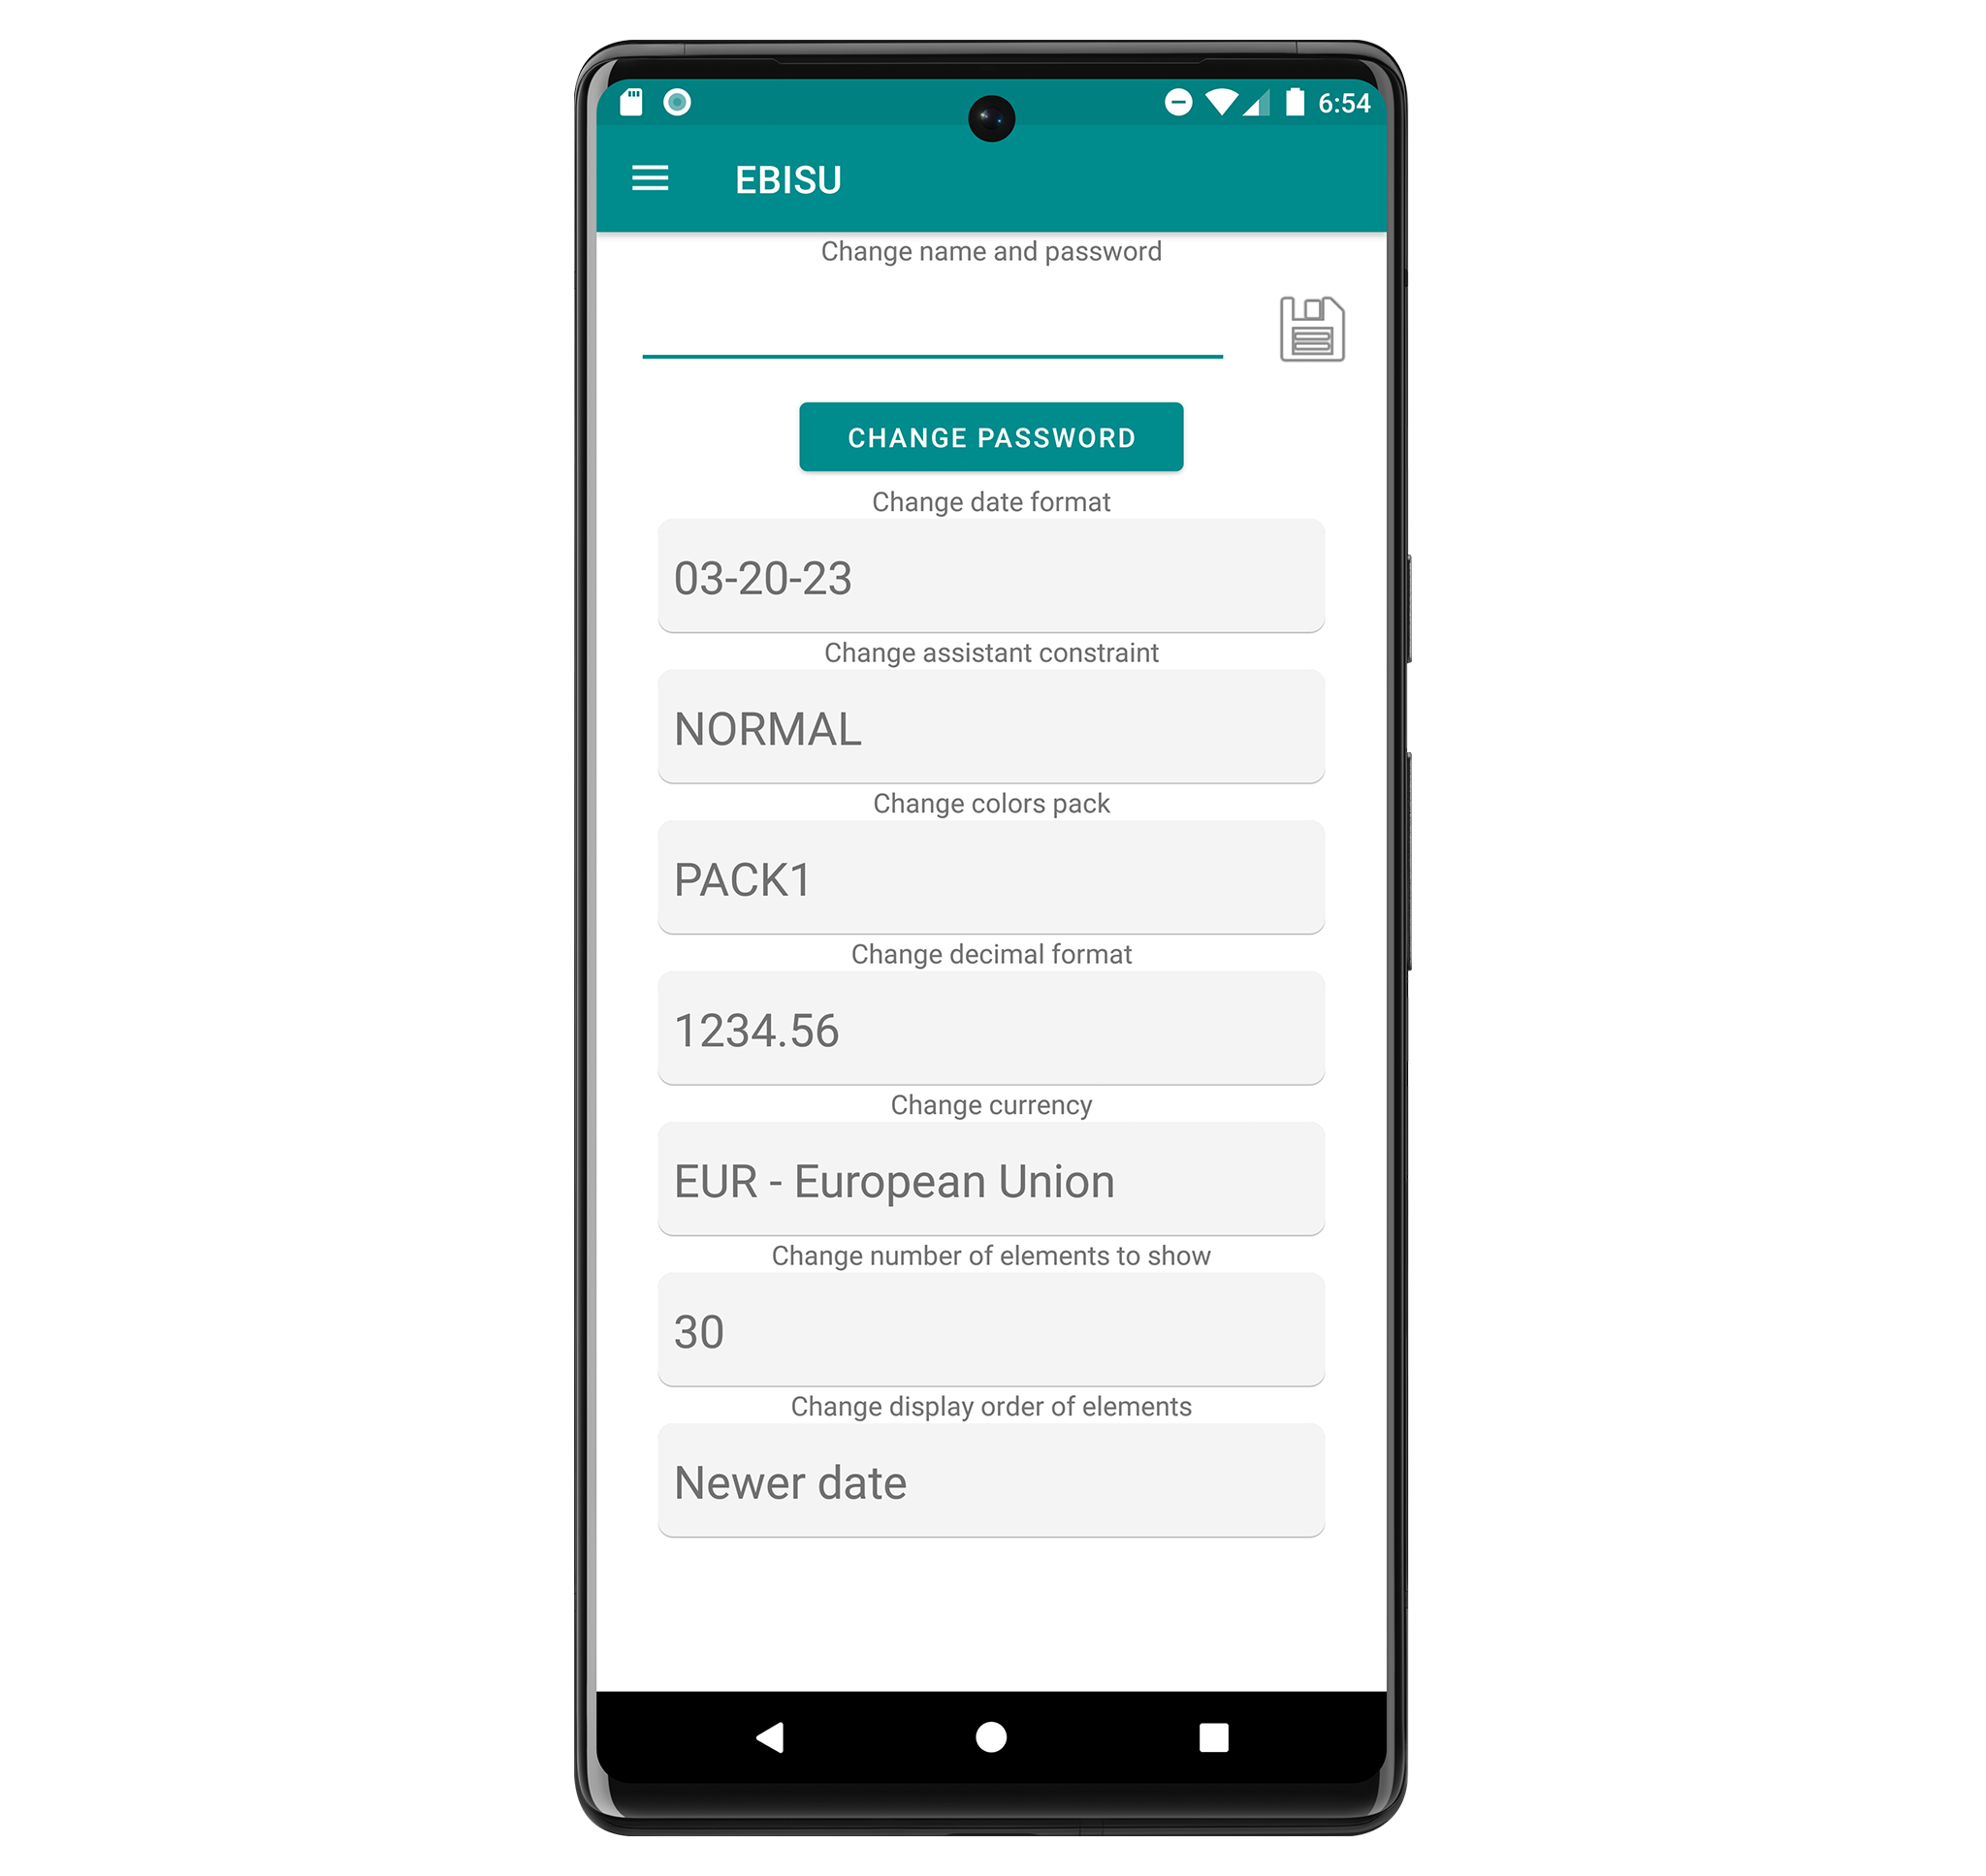 6:54
EBISU
Change name and password
CHANGE PASSWORD
Change date format
03-20-23
Change assistant constraint
NORMAL
Change colors pack
PACK1
Change decimal format
1234.56
Change currency
EUR - European Union
Change number of elements to show
30
Change display order of elements
Newer date